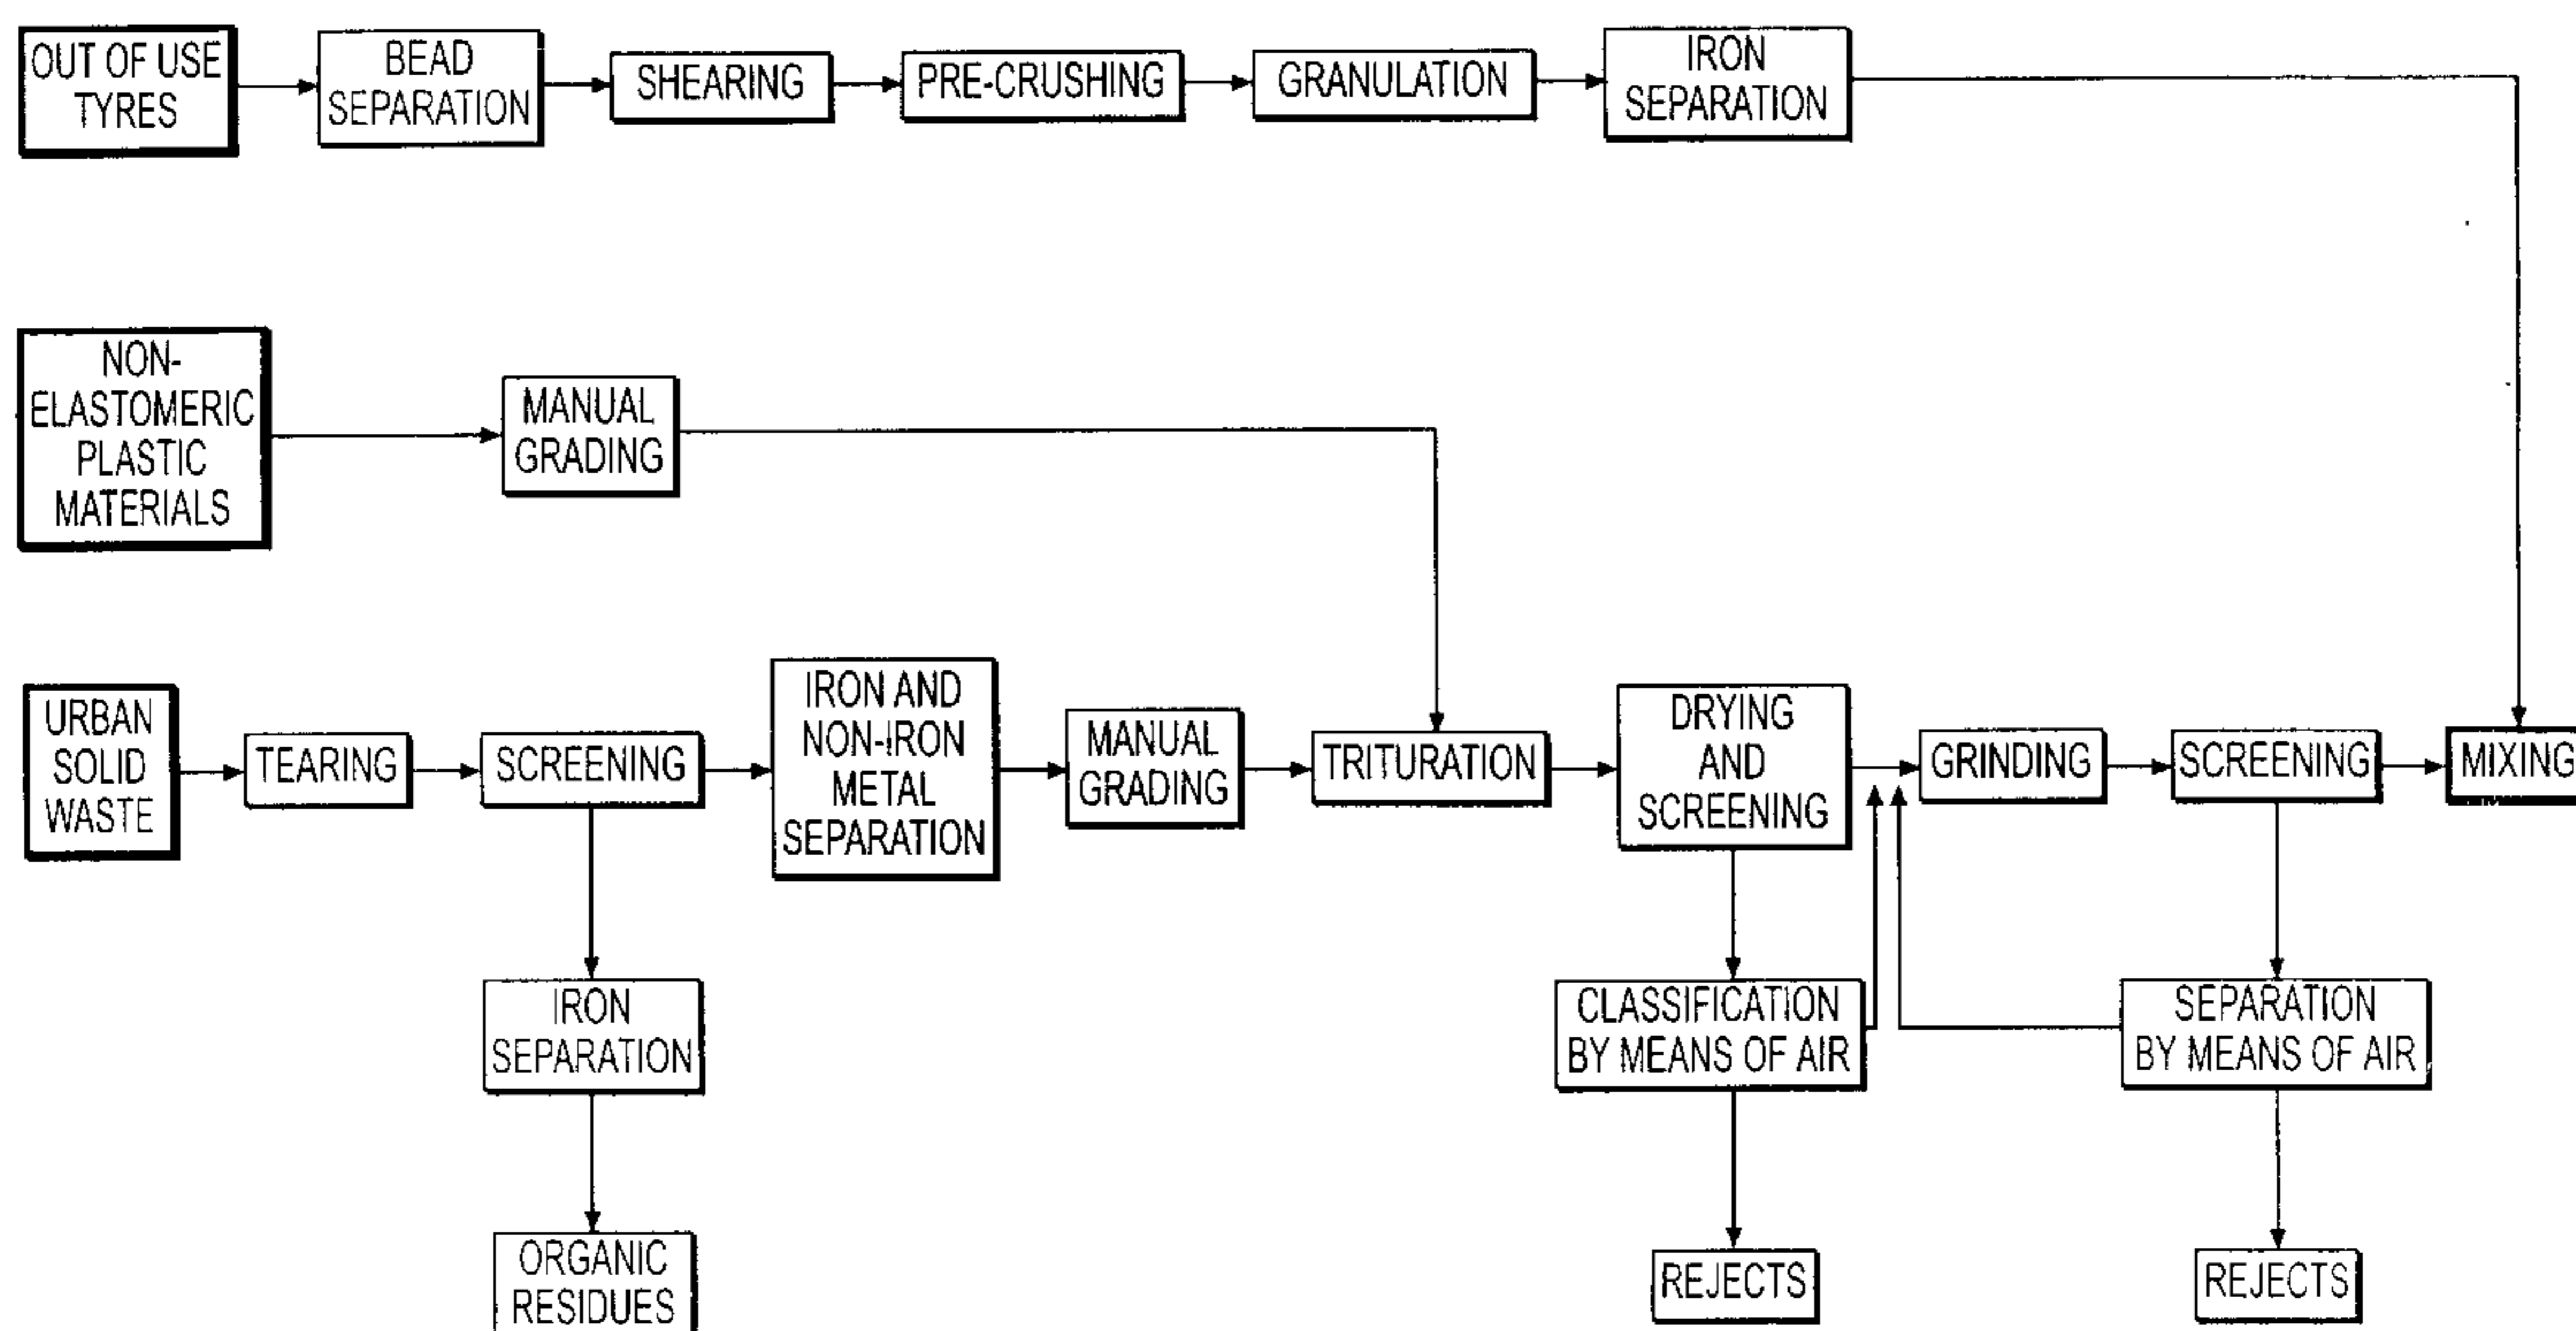 OUT OF USE
TYRES
BEAD
SEPARATION
SHEARING
PRE-CRUSHING
GRANULATION
IRON
SEPARATION
NON-
ELASTOMERIC
PLASTIC
MATERIALS
MANUAL
GRADING
URBAN
SOLID
WASTE
TEARING
SCREENING
IRON AND
NON-IRON
METAL
SEPARATION
MANUAL
GRADING
TRITURATION
DRYING
AND
SCREENING
GRINDING
SCREENING
MIXING
IRON
SEPARATION
CLASSIFICATION
BY MEANS OF AIR
SEPARATION
BY MEANS OF AIR
ORGANIC
RESIDUES
REJECTS
REJECTS